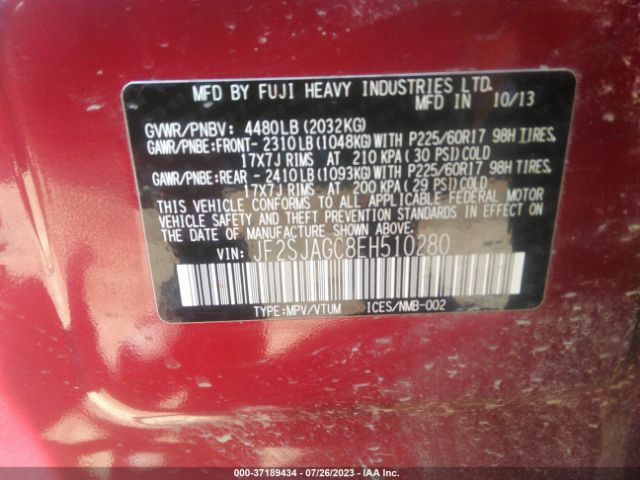 MFD BY FUJI HEAVY INDUSTRIES LTD.
MFD IN 10/13
GVWR/PNBV: 4480LB(2032KG)
GAWR/PNBE:FRONT- 2310LB(1048KG)WITH P225/60R17 98H TIRES,
17X7J RIMS AT 210 KPA(30 PSI)COLD
GAWR/PNBE:REAR - 2410LB(1093KG)WITH P225/60R17 98H TIRES,
17X7J RIMS AT 200 KPA(29 PSI)COLD
THIS VEHICLE CONFORMS TO ALL APPLICABLE FEDERAL MOTOR
VEHICLE SAFETY AND THEFT PREVENTION STANDARDS IN EFFECT
ON THE DATE OF MANUFACTURE SHOWN ABOVE.
VIN: JF2SJAGC8EH510280
TYPE:MPV/VTUM ICES/NMB-002
000-37189434 - 07/26/2023 - IAA Inc.